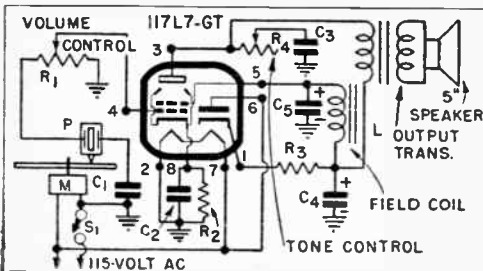 VOLUME
CONTROL
117L7-GT
R1
3
R4
C3
4
5
6
C5
+
L
5"
SPEAKER
OUTPUT
TRANS.
P
M
C1
2
8
7
1
R3
C4
+
C2
R2
S1
FIELD COIL
TONE CONTROL
115-VOLT AC